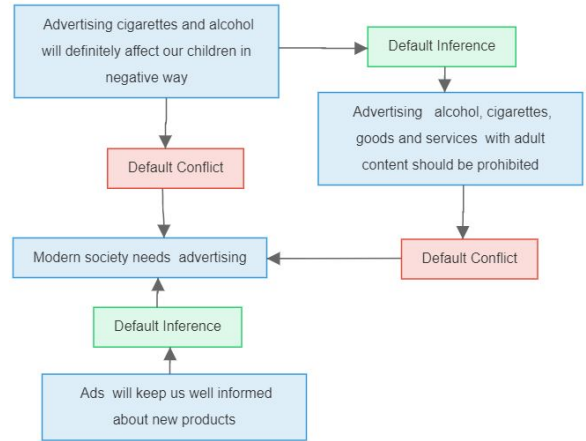 Advertising cigarettes and alcohol
will definitely affect our children in
negative way
Default Inference
Advertising alcohol, cigarettes,
goods and services with adult
content should be prohibited
Default Conflict
Modern society needs advertising
Default Conflict
Default Inference
Ads will keep us well informed
about new products